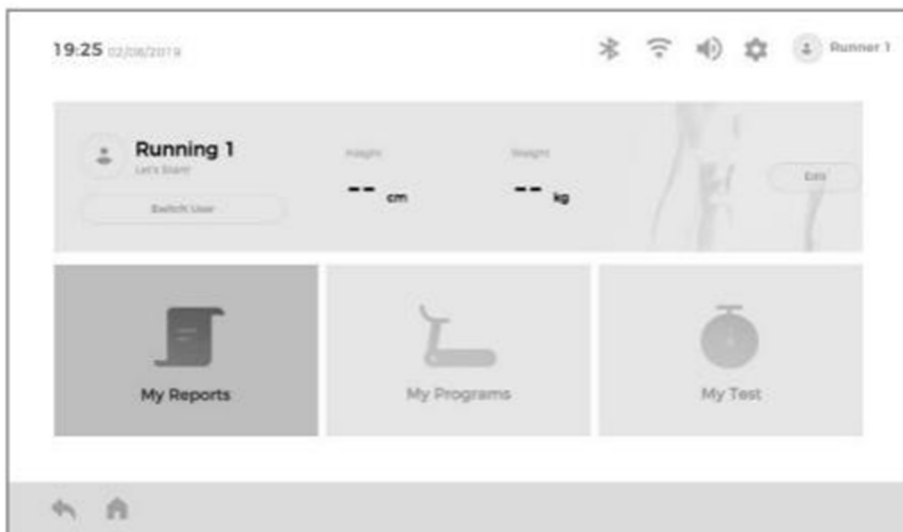 19:25 02/08/2019
Runner 1
Running 1
Let's Start!
Switch User
Height
-- cm
Weight
-- kg
Edit
My Reports
My Programs
My Test